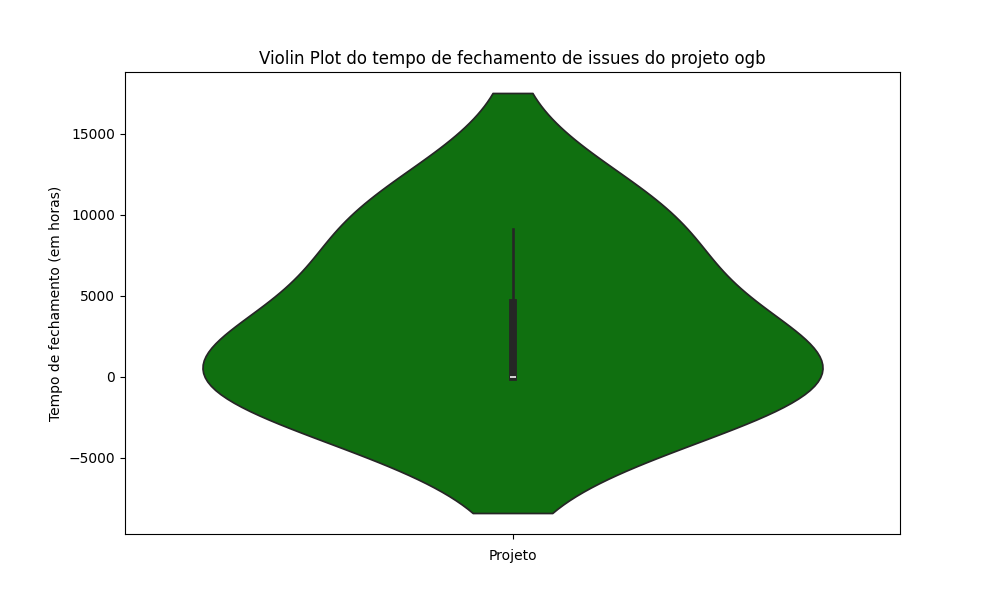 Violin Plot do tempo de fechamento de issues do projeto ogb
Tempo de fechamento (em horas)
15000
10000
5000
0
−5000
Projeto